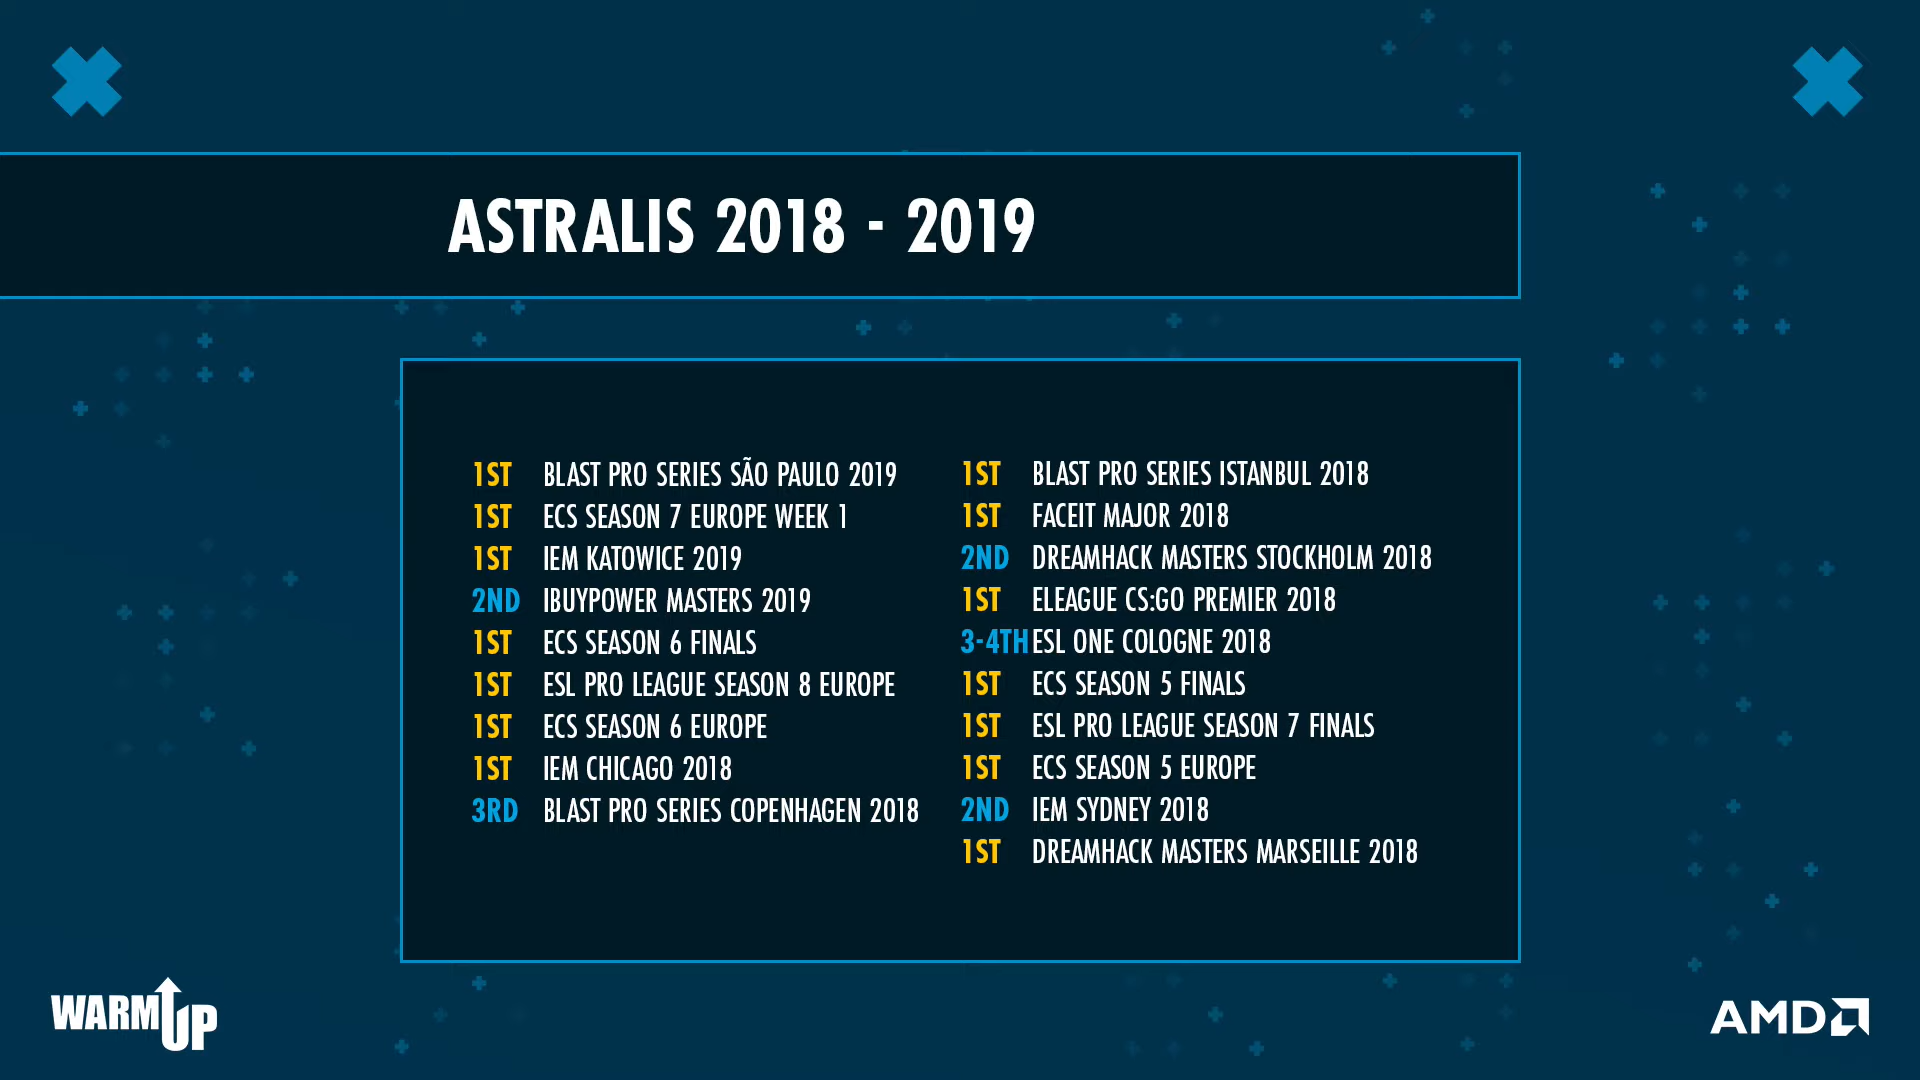 ASTRALIS 2018 - 2019
1ST BLAST PRO SERIES SÃO PAULO 2019
1ST ECS SEASON 7 EUROPE WEEK 1
1ST IEM KATOWICE 2019
2ND IBUYPOWER MASTERS 2019
1ST ECS SEASON 6 FINALS
1ST ESL PRO LEAGUE SEASON 8 EUROPE
1ST ECS SEASON 6 EUROPE
1ST IEM CHICAGO 2018
3RD BLAST PRO SERIES COPENHAGEN 2018
1ST BLAST PRO SERIES ISTANBUL 2018
1ST FACEIT MAJOR 2018
2ND DREAMHACK MASTERS STOCKHOLM 2018
1ST ELEAGUE CS:GO PREMIER 2018
3-4TH ESL ONE COLOGNE 2018
1ST ECS SEASON 5 FINALS
1ST ESL PRO LEAGUE SEASON 7 FINALS
1ST ECS SEASON 5 EUROPE
2ND IEM SYDNEY 2018
1ST DREAMHACK MASTERS MARSEILLE 2018
WARMUP
AMD